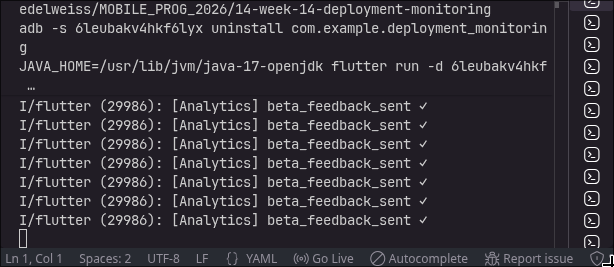 edelweiss/MOBILE_PROG_2026/14-week-14-deployment-monitoring
adb -s 6leubakv4hkf6lyx uninstall com.example.deployment_monitorin
g
JAVA_HOME=/usr/lib/jvm/java-17-openjdk flutter run -d 6leubakv4hkf
…
I/flutter (29986): [Analytics] beta_feedback_sent ✓
I/flutter (29986): [Analytics] beta_feedback_sent ✓
I/flutter (29986): [Analytics] beta_feedback_sent ✓
I/flutter (29986): [Analytics] beta_feedback_sent ✓
I/flutter (29986): [Analytics] beta_feedback_sent ✓
I/flutter (29986): [Analytics] beta_feedback_sent ✓
I/flutter (29986): [Analytics] beta_feedback_sent ✓
Ln 1, Col 1 Spaces: 2 UTF-8 LF {} YAML Go Live Autocomplete Report issue